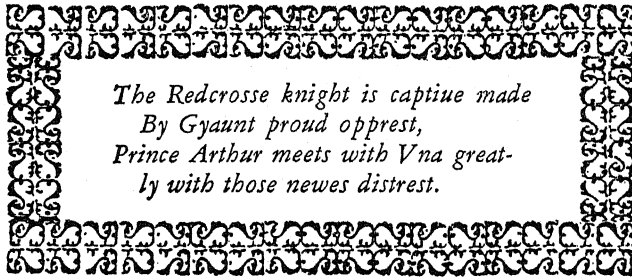 The Redcrosse knight is captiue made
By Gyaunt proud opprest,
Prince Arthur meets with Vna great-
ly with those newes distrest.